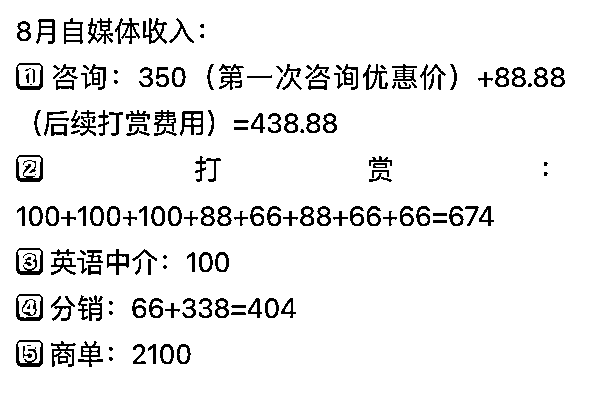 8月自媒体收入：
1️⃣ 咨询：350（第一次咨询优惠价）+88.88
（后续打赏费用）=438.88
2️⃣ 打赏：
100+100+100+88+66+88+66+66=674
3️⃣ 英语中介：100
4️⃣ 分销：66+338=404
5️⃣ 商单：2100